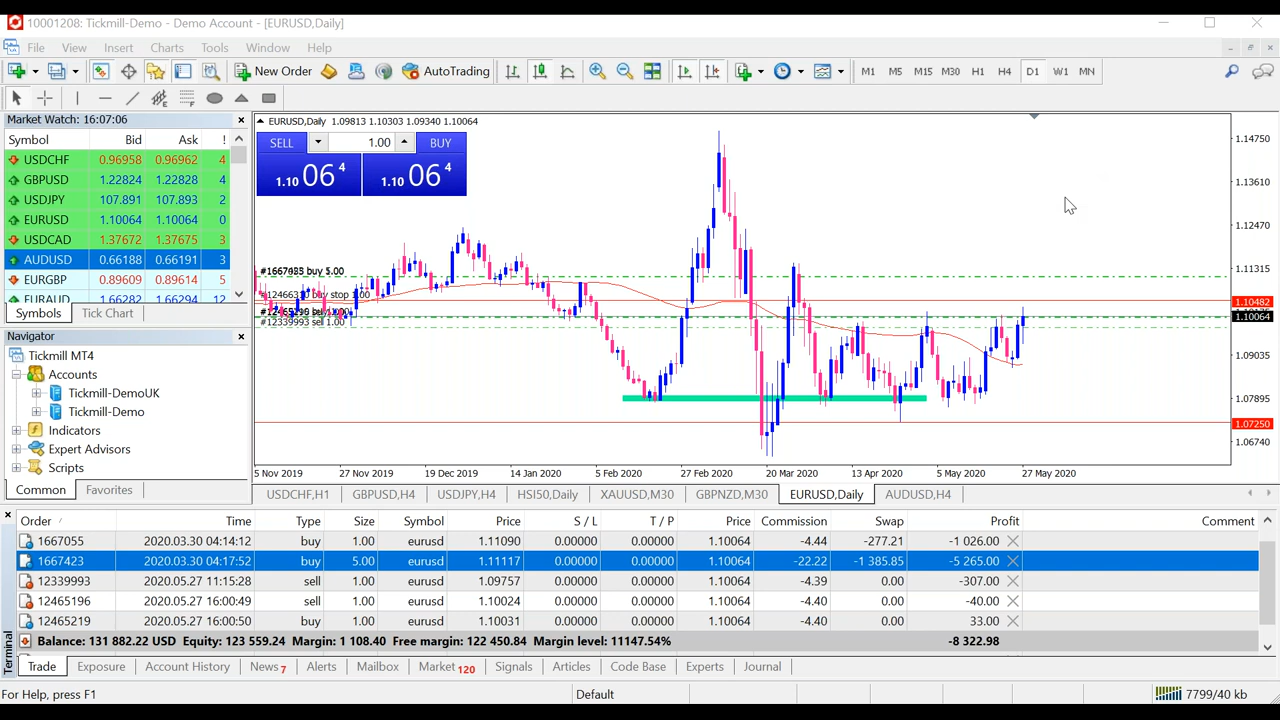 10001208: Tickmill-Demo - Demo Account - [EURUSD,Daily]
File View Insert Charts Tools Window Help
New Order AutoTrading M1 M5 M15 M30 H1 H4 D1 W1 MN
Market Watch: 16:07:06
Symbol Bid Ask !
USDCHF 0.96958 0.96962 4
GBPUSD 1.22824 1.22828 4
USDJPY 107.891 107.893 2
EURUSD 1.10064 1.10064 0
USDCAD 1.37672 1.37675 3
AUDUSD 0.66188 0.66191 3
EURGBP 0.89609 0.89614 5
EURAUD 1.66282 1.66294 12
Symbols Tick Chart
Navigator
Tickmill MT4
Accounts
Tickmill-DemoUK
Tickmill-Demo
Indicators
Expert Advisors
Scripts
Common Favorites
EURUSD,Daily 1.09813 1.10303 1.09340 1.10064
SELL 1.00 BUY
1.10 06 4 1.10 06 4
buy 5.00
buy stop 1.00
#12339993 sell 1.00
1.14750
1.13610
1.12470
1.11315
1.10482
1.10064
1.09035
1.07895
1.07250
1.06740
5 Nov 2019 27 Nov 2019 19 Dec 2019 14 Jan 2020 5 Feb 2020 27 Feb 2020 20 Mar 2020 13 Apr 2020 5 May 2020 27 May 2020
USDCHF,H1 GBPUSD,H4 USDJPY,H4 HSI50,Daily XAUUSD,M30 GBPNZD,M30 EURUSD,Daily AUDUSD,H4
Order / Time Type Size Symbol Price S / L T / P Price Commission Swap Profit Comment
1667055 2020.03.30 04:14:12 buy 1.00 eurusd 1.11090 0.00000 0.00000 1.10064 -4.44 -277.21 -1 026.00
1667423 2020.03.30 04:17:52 buy 5.00 eurusd 1.11117 0.00000 0.00000 1.10064 -22.22 -1 385.85 -5 265.00
12339993 2020.05.27 11:15:28 sell 1.00 eurusd 1.09757 0.00000 0.00000 1.10064 -4.39 0.00 -307.00
12465196 2020.05.27 16:00:49 sell 1.00 eurusd 1.10024 0.00000 0.00000 1.10064 -4.40 0.00 -40.00
12465219 2020.05.27 16:00:50 buy 1.00 eurusd 1.10031 0.00000 0.00000 1.10064 -4.40 0.00 33.00
Balance: 131 882.22 USD Equity: 123 559.24 Margin: 1 108.40 Free margin: 122 450.84 Margin level: 11147.54% -8 322.98
Terminal
Trade Exposure Account History News 7 Alerts Mailbox Market 120 Signals Articles Code Base Experts Journal
For Help, press F1 Default 7799/40 kb